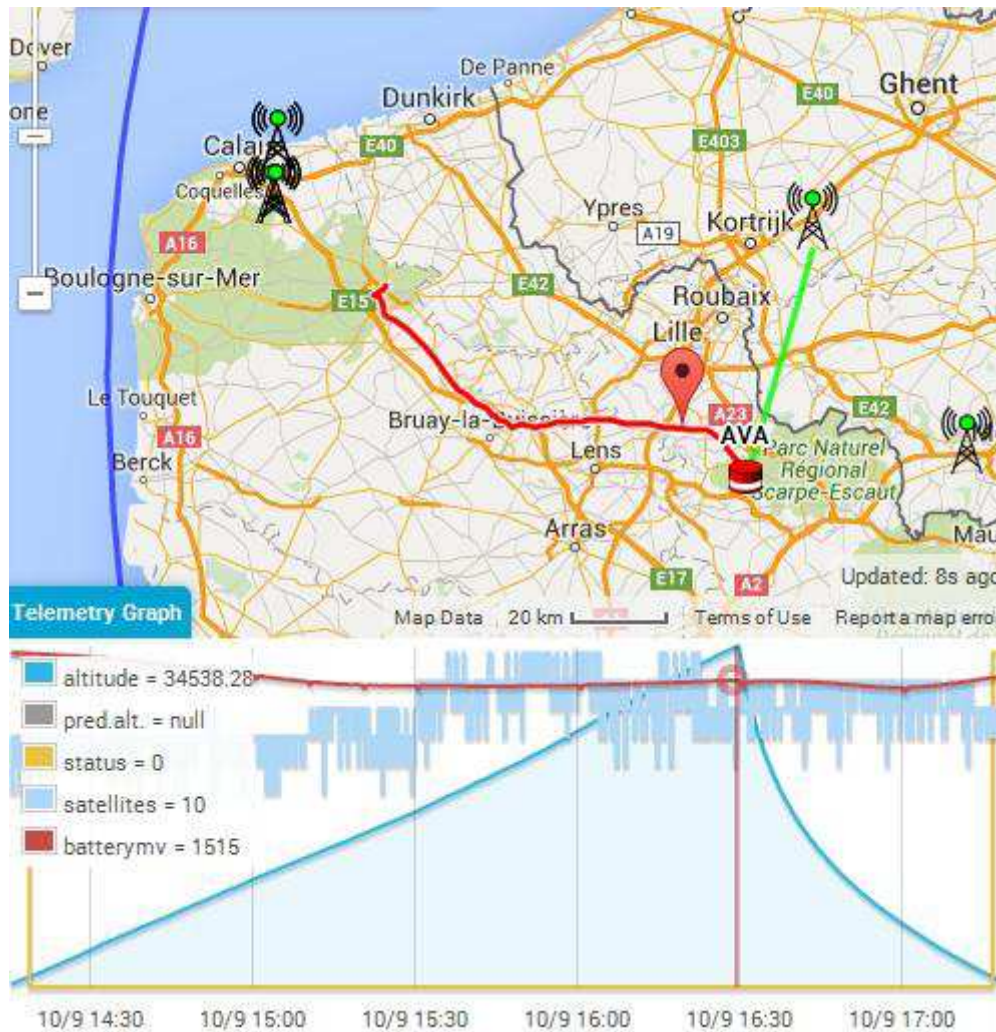 Dover
De Panne
Ghent
Dunkirk
E40
one
Calai
E40
E403
Coquelles
Ypres
Kortrijk
A19
A16
Boulogne-sur-Mer
E42
E15
Roubaix
Lille
Le Touquet
A23
E42
Bruay-la-Buissière
AVA
A16
Parc Naturel
Berck
Lens
Régional
Scarpe-Escaut
Arras
Mau
E17
A2
Updated: 8s ago
Telemetry Graph
Map Data 20 km Terms of Use Report a map erro
altitude = 34538.28
pred.alt. = null
status = 0
satellites = 10
batterymv = 1515
10/9 14:30 10/9 15:00 10/9 15:30 10/9 16:00 10/9 16:30 10/9 17:00